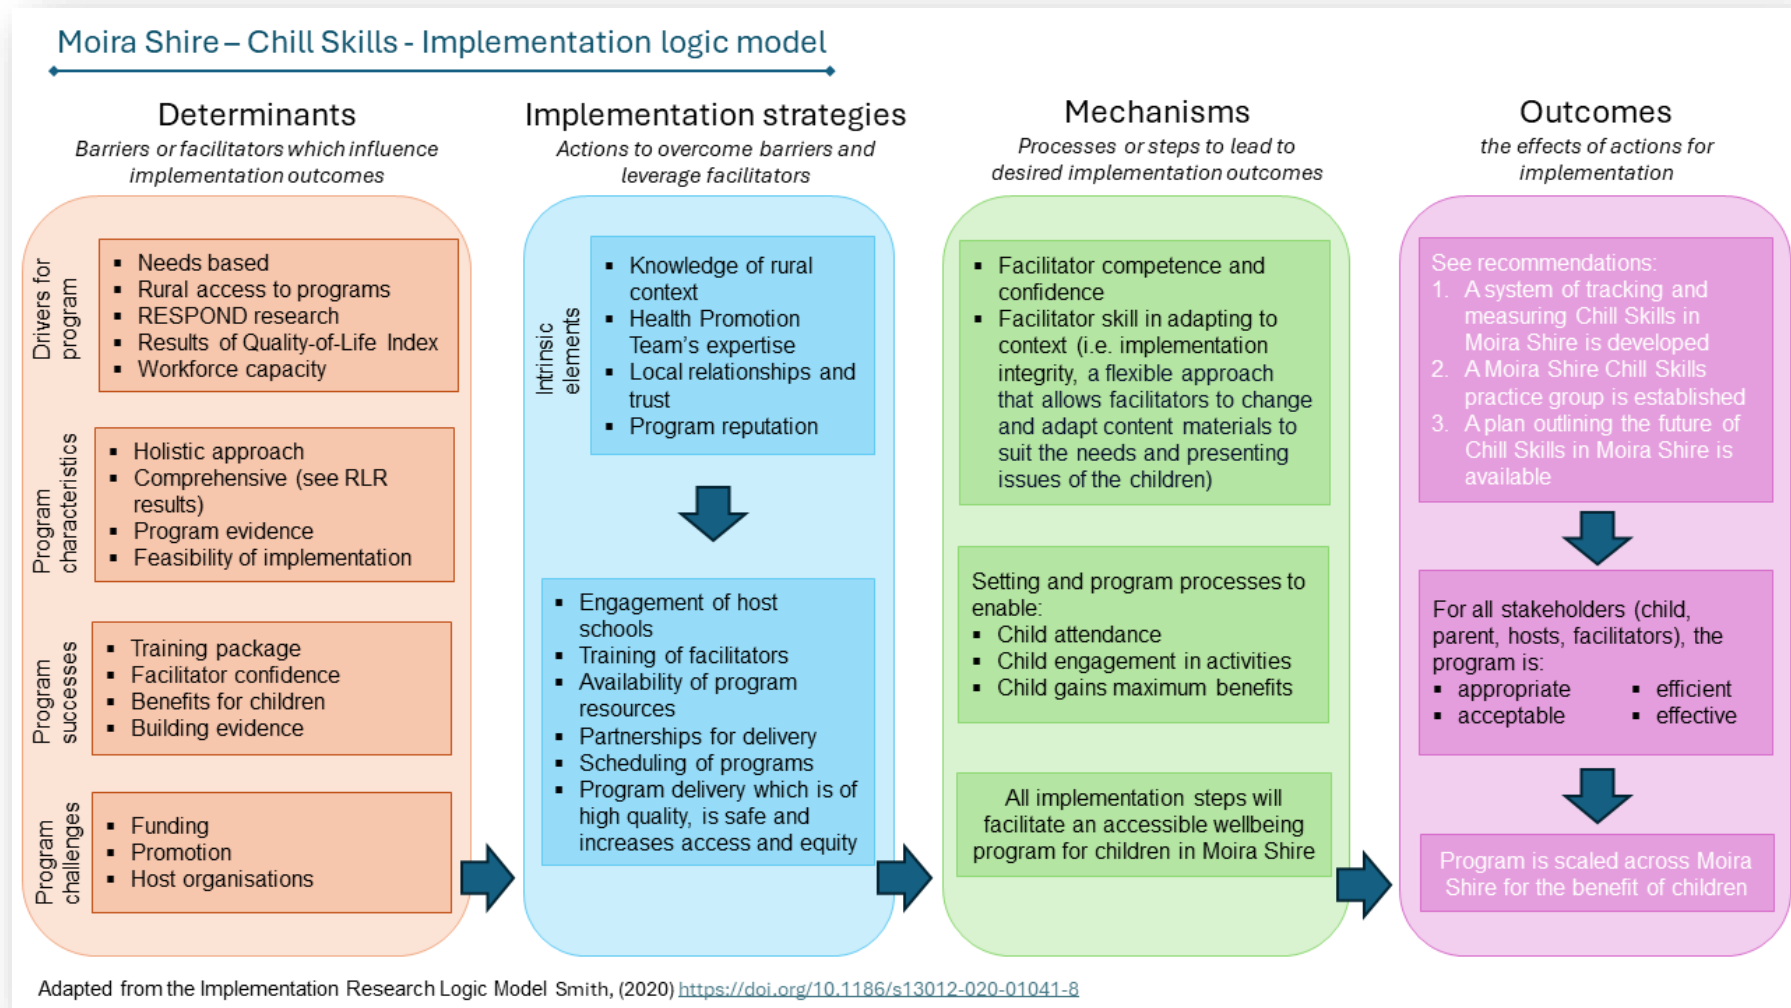 Moira Shire – Chill Skills - Implementation logic model
Determinants
Barriers or facilitators which influence
implementation outcomes
Drivers for
program
▪ Needs based
▪ Rural access to programs
▪ RESPOND research
▪ Results of Quality-of-Life Index
▪ Workforce capacity
Program
characteristics
▪ Holistic approach
▪ Comprehensive (see RLR
results)
▪ Program evidence
▪ Feasibility of implementation
Program
successes
▪ Training package
▪ Facilitator confidence
▪ Benefits for children
▪ Building evidence
Program
challenges
▪ Funding
▪ Promotion
▪ Host organisations
Implementation strategies
Actions to overcome barriers and
leverage facilitators
Intrinsic
elements
▪ Knowledge of rural
context
▪ Health Promotion
Team's expertise
▪ Local relationships and
trust
▪ Program reputation
▪ Engagement of host
schools
▪ Training of facilitators
▪ Availability of program
resources
▪ Partnerships for delivery
▪ Scheduling of programs
▪ Program delivery which is of
high quality, is safe and
increases access and equity
Mechanisms
Processes or steps to lead to
desired implementation outcomes
▪ Facilitator competence and
confidence
▪ Facilitator skill in adapting to
context (i.e. implementation
integrity, a flexible approach
that allows facilitators to change
and adapt content materials to
suit the needs and presenting
issues of the children)
Setting and program processes to
enable:
▪ Child attendance
▪ Child engagement in activities
▪ Child gains maximum benefits
All implementation steps will
facilitate an accessible wellbeing
program for children in Moira Shire
Outcomes
the effects of actions for
implementation
See recommendations:
1. A system of tracking and
measuring Chill Skills in
Moira Shire is developed
2. A Moira Shire Chill Skills
practice group is established
3. A plan outlining the future of
Chill Skills in Moira Shire is
available
For all stakeholders (child,
parent, hosts, facilitators), the
program is:
▪ appropriate ▪ efficient
▪ acceptable ▪ effective
Program is scaled across Moira
Shire for the benefit of children
Adapted from the Implementation Research Logic Model Smith, (2020) https://doi.org/10.1186/s13012-020-01041-8